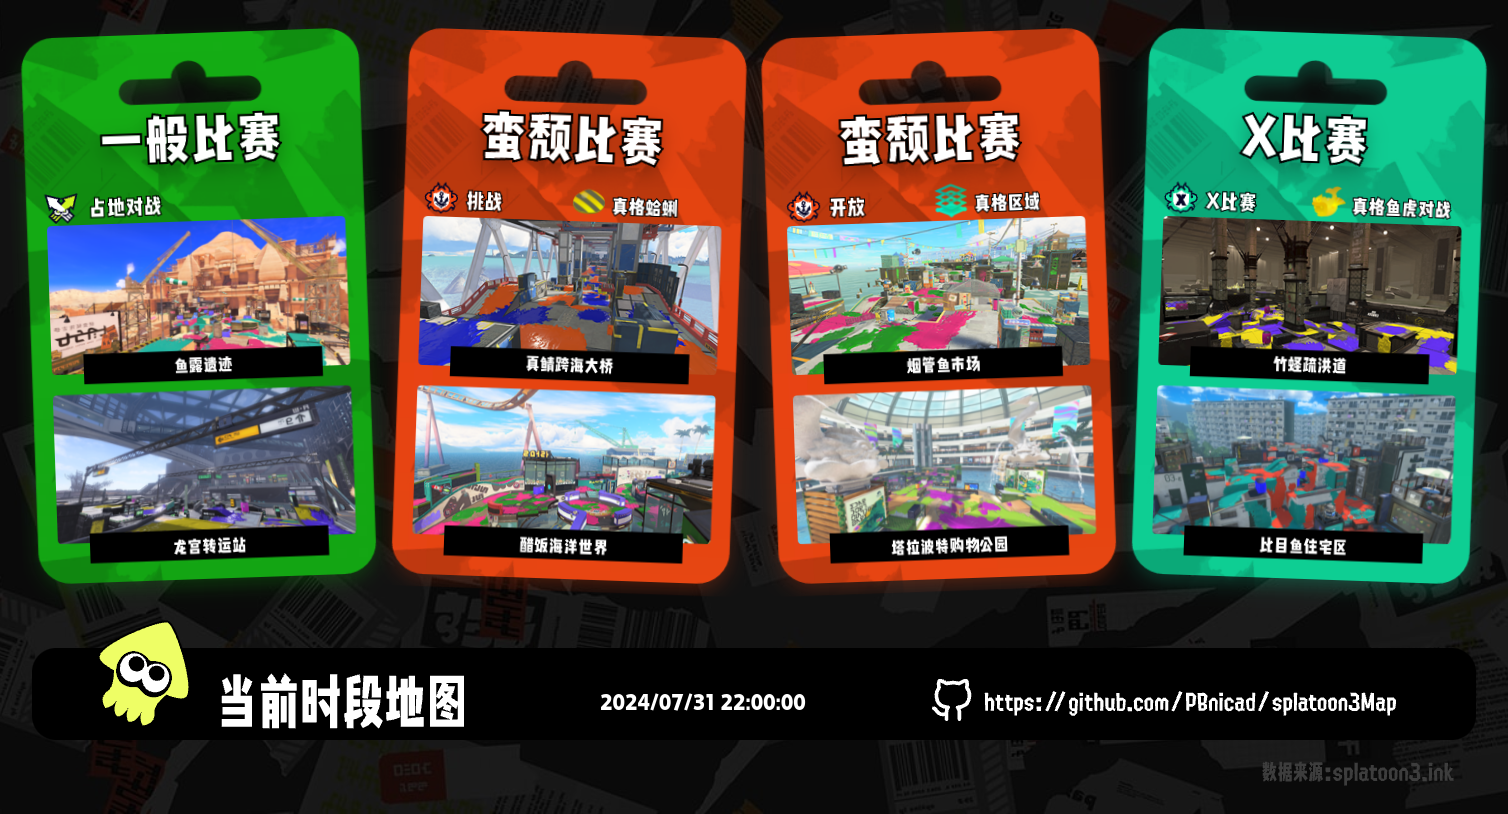 一般比赛
占地对战
鱼露遗迹
龙宫转运站
蛮颓比赛
挑战
真格蛤蜊
真鲭跨海大桥
醋饭海洋世界
蛮颓比赛
开放
真格区域
烟管鱼市场
塔拉波特购物公园
X比赛
X比赛
真格鱼虎对战
竹蛏疏洪道
比目鱼住宅区
当前时段地图
2024/07/31 22:00:00
https://github.com/PBnicad/splatoon3Map
数据来源:splatoon3.ink